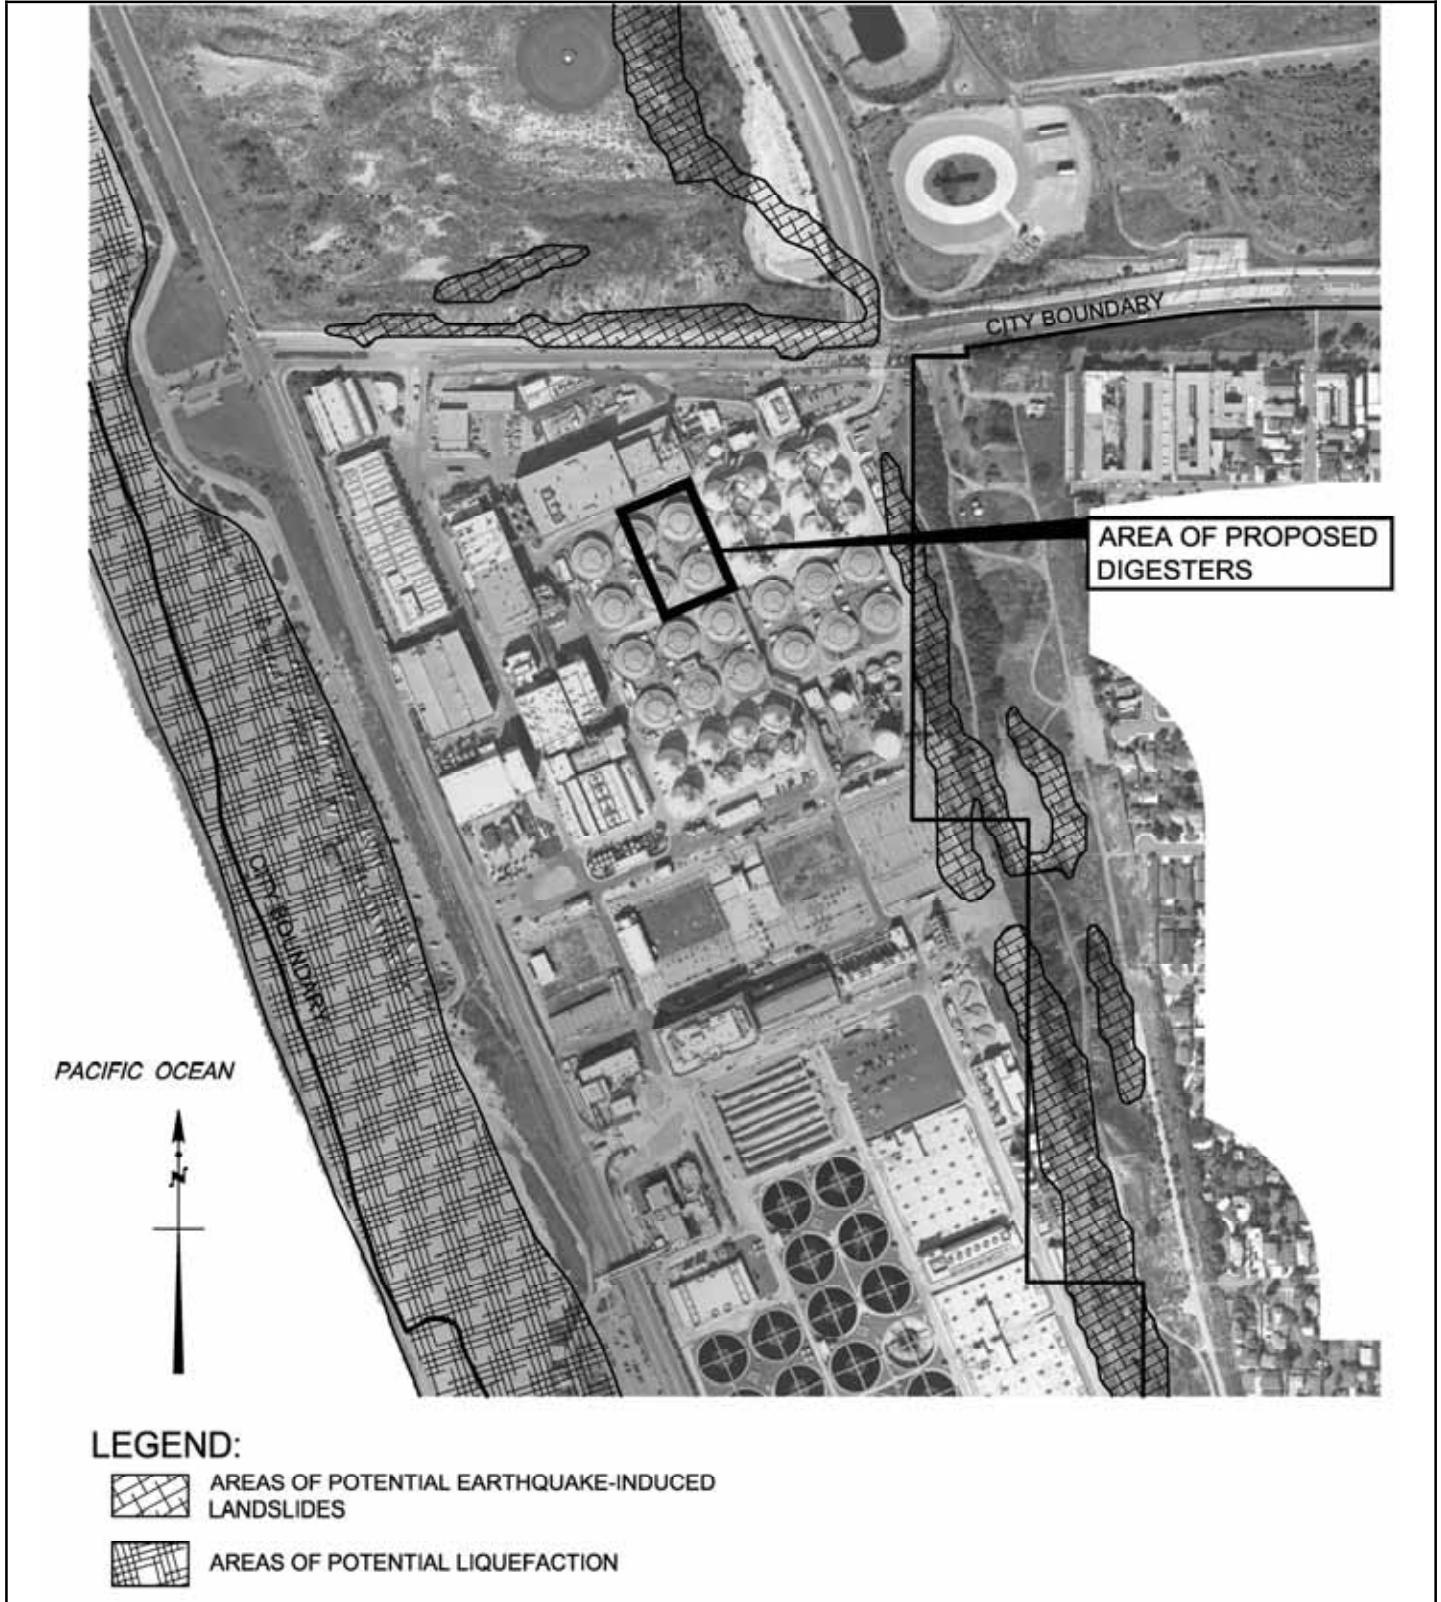 CITY BOUNDARY
AREA OF PROPOSED
DIGESTERS
CITY BOUNDARY
PACIFIC OCEAN
N
LEGEND:
AREAS OF POTENTIAL EARTHQUAKE-INDUCED
LANDSLIDES
AREAS OF POTENTIAL LIQUEFACTION